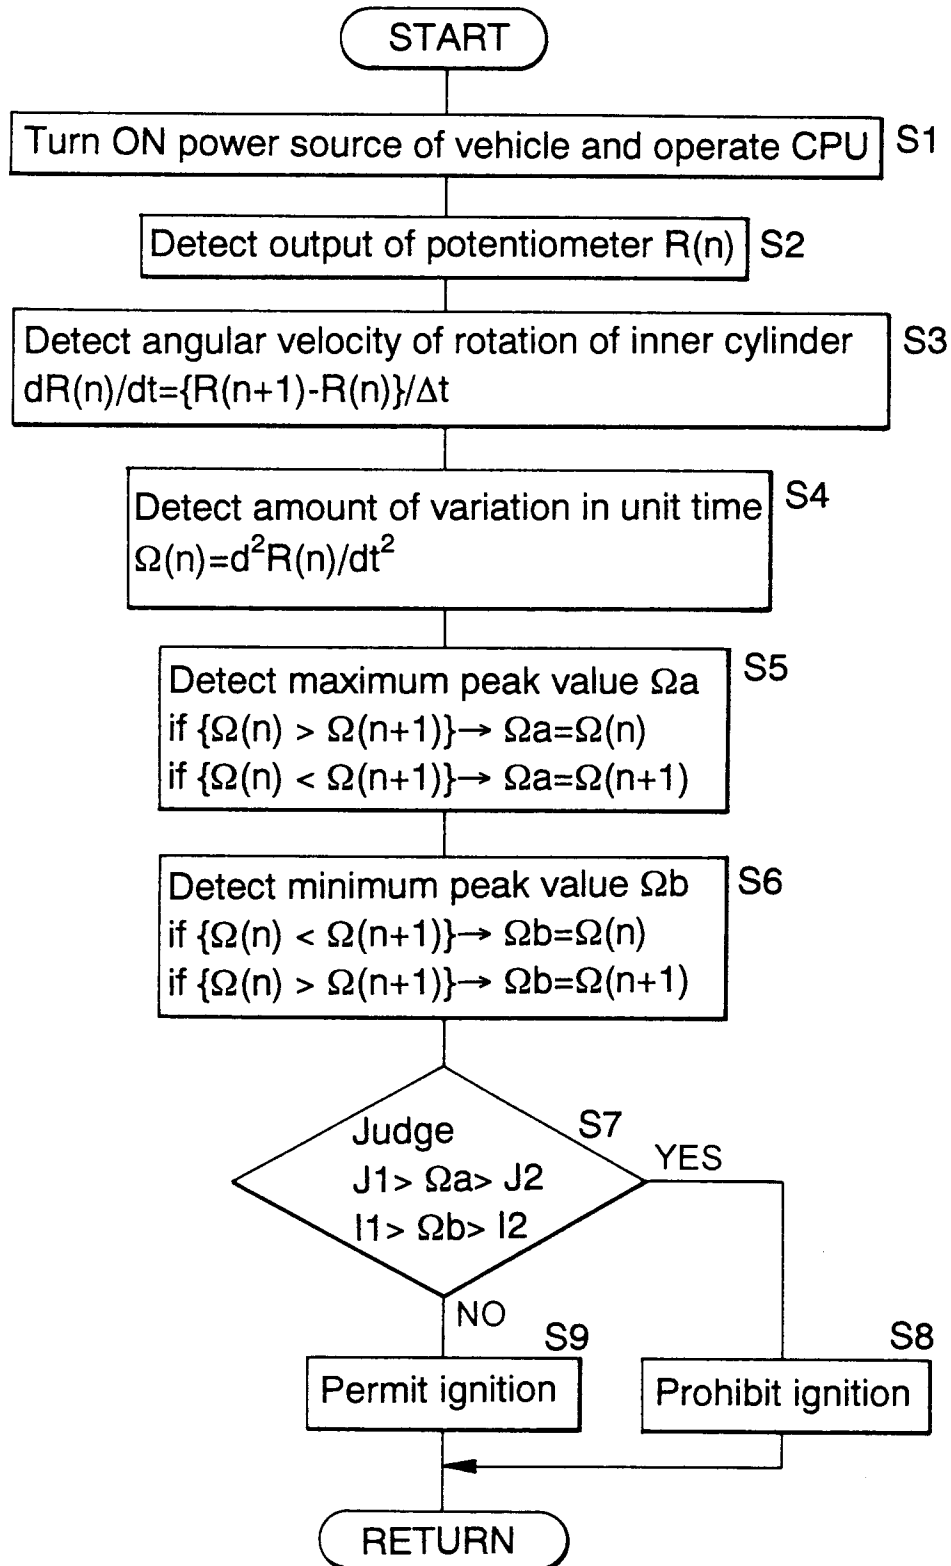 START
Turn ON power source of vehicle and operate CPU
S1
Detect output of potentiometer R(n)
S2
Detect angular velocity of rotation of inner cylinder
dR(n)/dt={R(n+1)-R(n)}/Δt
S3
Detect amount of variation in unit time
Ω(n)=d²R(n)/dt²
S4
Detect maximum peak value Ωa
if {Ω(n) > Ω(n+1)}→ Ωa=Ω(n)
if {Ω(n) < Ω(n+1)}→ Ωa=Ω(n+1)
S5
Detect minimum peak value Ωb
if {Ω(n) < Ω(n+1)}→ Ωb=Ω(n)
if {Ω(n) > Ω(n+1)}→ Ωb=Ω(n+1)
S6
Judge
J1> Ωa> J2
I1> Ωb> I2
S7
YES
NO
S9
Permit ignition
S8
Prohibit ignition
RETURN